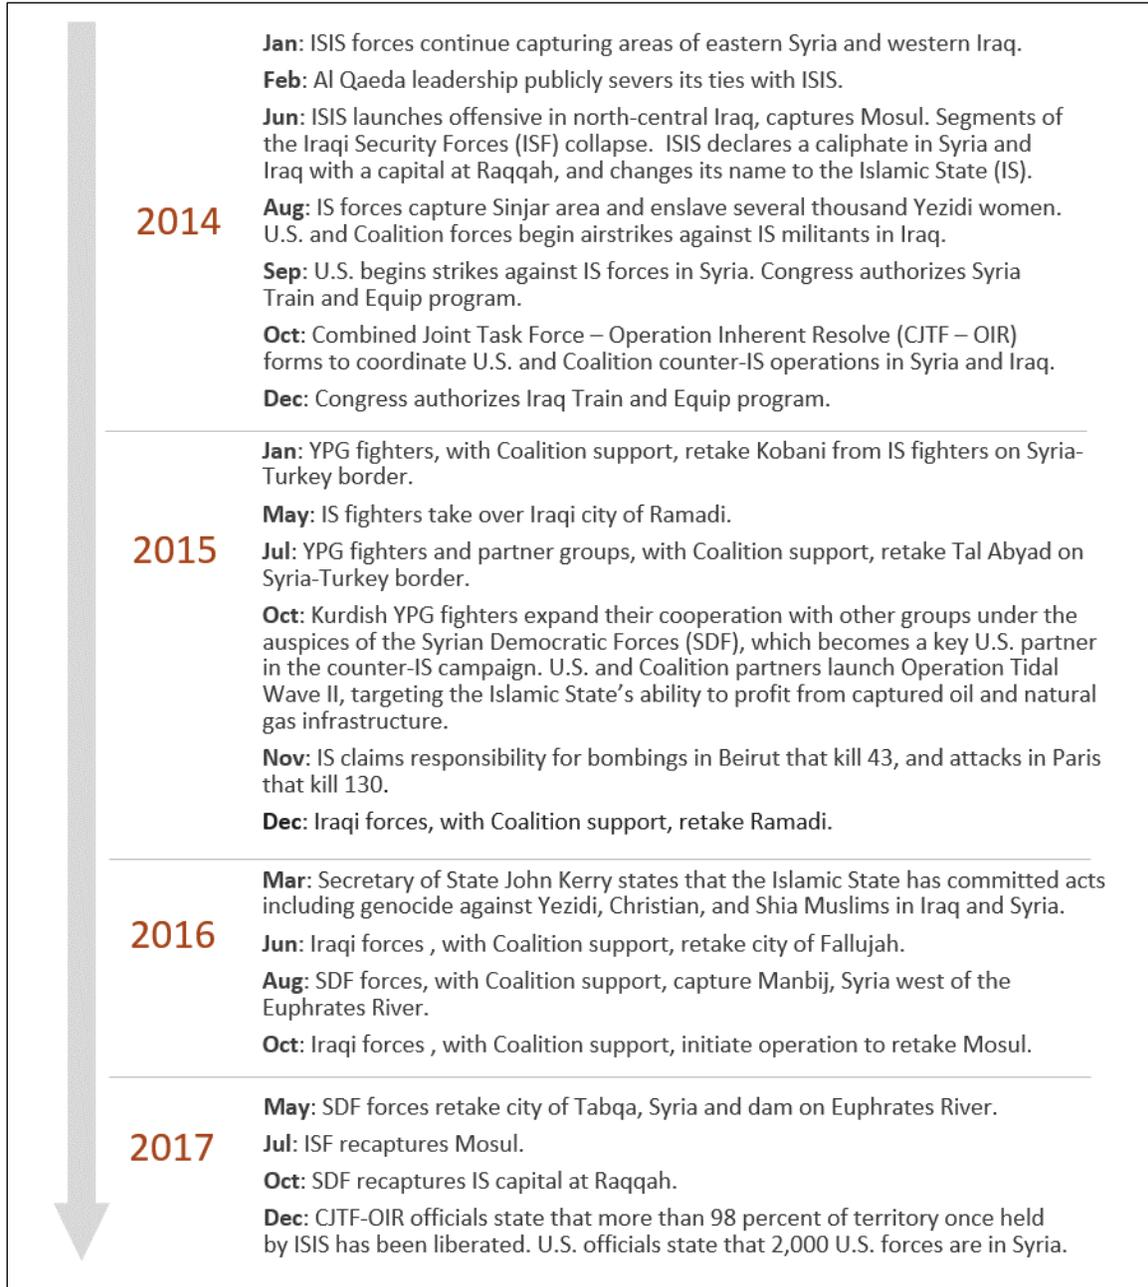 Jan: ISIS forces continue capturing areas of eastern Syria and western Iraq.
Feb: Al Qaeda leadership publicly severs its ties with ISIS.
Jun: ISIS launches offensive in north-central Iraq, captures Mosul. Segments of
the Iraqi Security Forces (ISF) collapse.  ISIS declares a caliphate in Syria and
Iraq with a capital at Raqqah, and changes its name to the Islamic State (IS).
2014
Aug: IS forces capture Sinjar area and enslave several thousand Yezidi women.
U.S. and Coalition forces begin airstrikes against IS militants in Iraq.
Sep: U.S. begins strikes against IS forces in Syria. Congress authorizes Syria
Train and Equip program.
Oct: Combined Joint Task Force – Operation Inherent Resolve (CJTF – OIR)
forms to coordinate U.S. and Coalition counter-IS operations in Syria and Iraq.
Dec: Congress authorizes Iraq Train and Equip program.
Jan: YPG fighters, with Coalition support, retake Kobani from IS fighters on Syria-
Turkey border.
May: IS fighters take over Iraqi city of Ramadi.
2015
Jul: YPG fighters and partner groups, with Coalition support, retake Tal Abyad on
Syria-Turkey border.
Oct: Kurdish YPG fighters expand their cooperation with other groups under the
auspices of the Syrian Democratic Forces (SDF), which becomes a key U.S. partner
in the counter-IS campaign. U.S. and Coalition partners launch Operation Tidal
Wave II, targeting the Islamic State’s ability to profit from captured oil and natural
gas infrastructure.
Nov: IS claims responsibility for bombings in Beirut that kill 43, and attacks in Paris
that kill 130.
Dec: Iraqi forces, with Coalition support, retake Ramadi.
Mar: Secretary of State John Kerry states that the Islamic State has committed acts
including genocide against Yezidi, Christian, and Shia Muslims in Iraq and Syria.
2016
Jun: Iraqi forces , with Coalition support, retake city of Fallujah.
Aug: SDF forces, with Coalition support, capture Manbij, Syria west of the
Euphrates River.
Oct: Iraqi forces , with Coalition support, initiate operation to retake Mosul.
May: SDF forces retake city of Tabqa, Syria and dam on Euphrates River.
2017
Jul: ISF recaptures Mosul.
Oct: SDF recaptures IS capital at Raqqah.
Dec: CJTF-OIR officials state that more than 98 percent of territory once held
by ISIS has been liberated. U.S. officials state that 2,000 U.S. forces are in Syria.